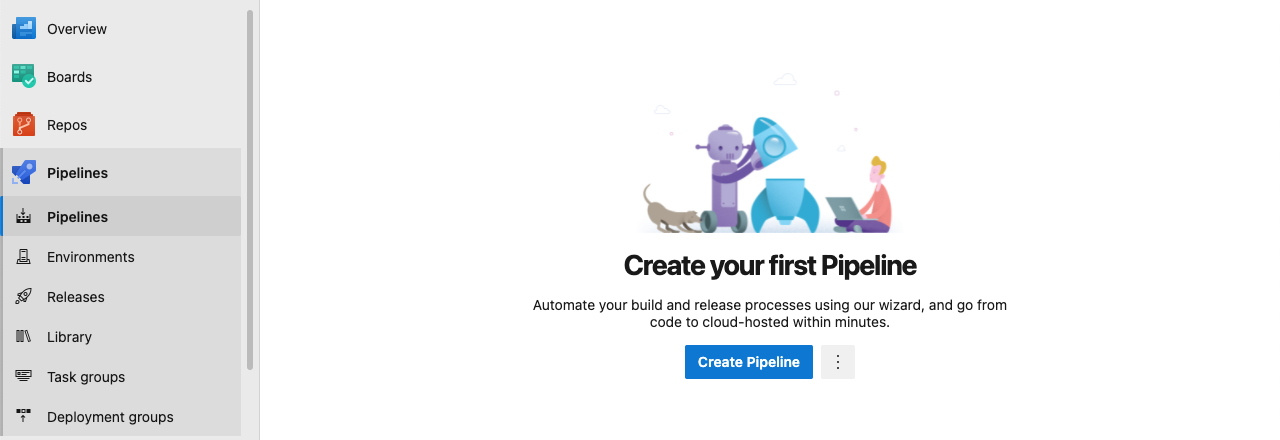 Overview
Boards
Repos
Pipelines
Pipelines
Environments
Releases
Library
Task groups
Deployment groups
Create your first Pipeline
Automate your build and release processes using our wizard, and go from
code to cloud-hosted within minutes.
Create Pipeline